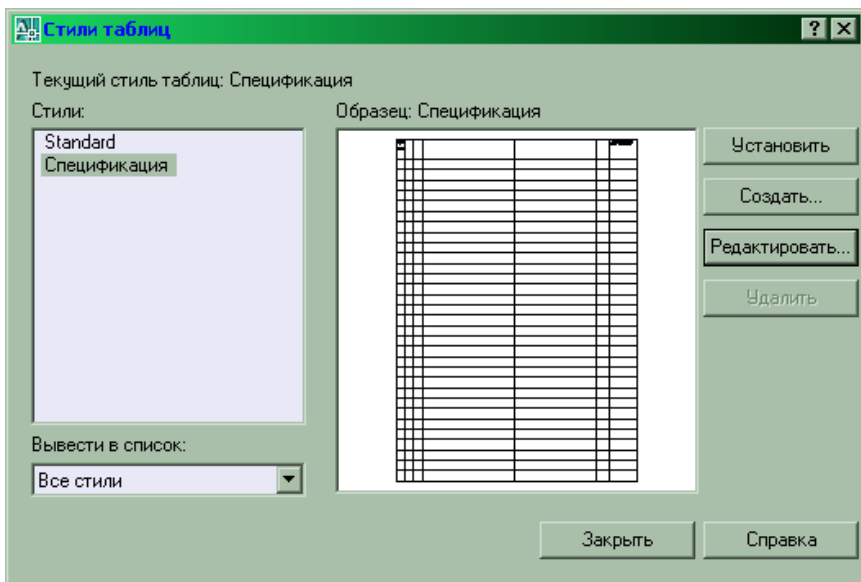 Стили таблиц
Текущий стиль таблиц: Спецификация
Стили:
Образец: Спецификация
Standard
Спецификация
Установить
Создать...
Редактировать...
Удалить
Вывести в список:
Все стили
Закрыть
Справка